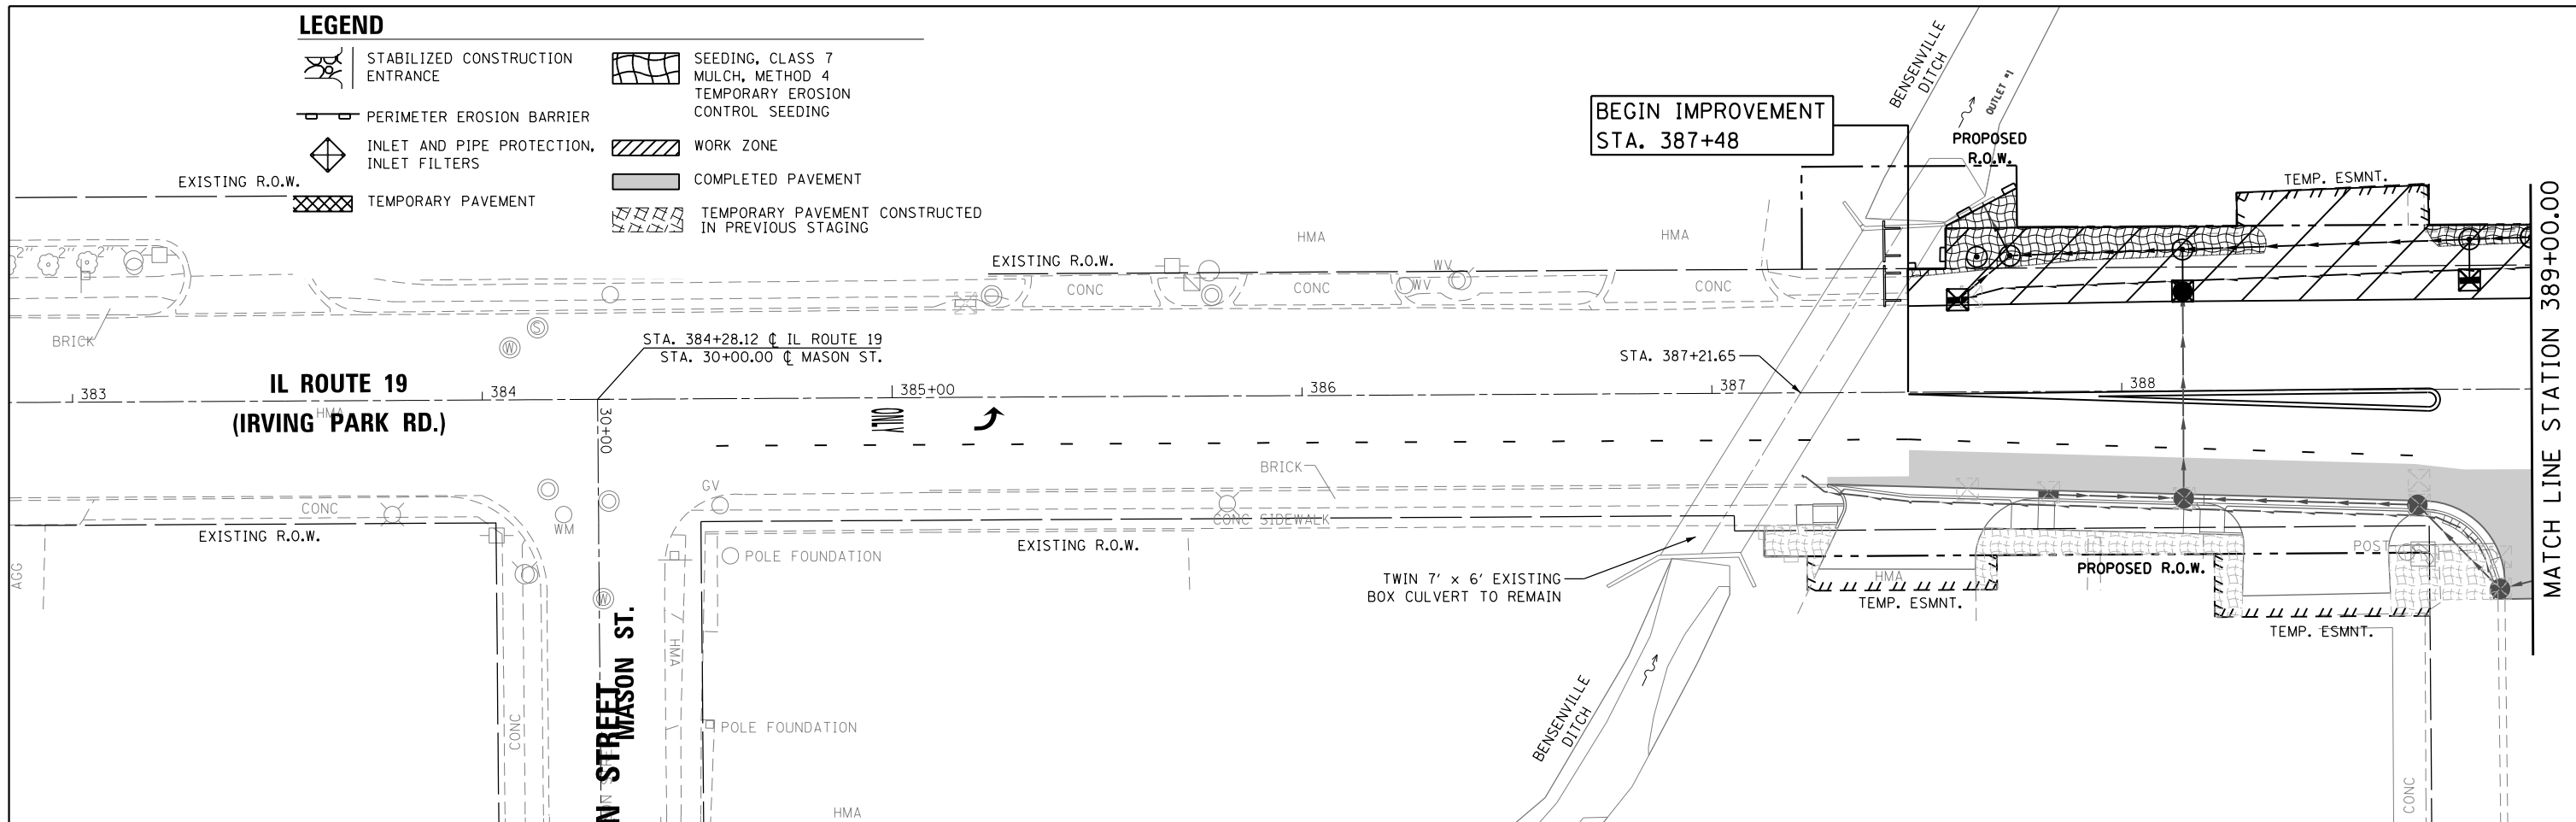 LEGEND
STABILIZED CONSTRUCTION
ENTRANCE
PERIMETER EROSION BARRIER
INLET AND PIPE PROTECTION,
INLET FILTERS
TEMPORARY PAVEMENT
SEEDING, CLASS 7
MULCH, METHOD 4
TEMPORARY EROSION
CONTROL SEEDING
WORK ZONE
COMPLETED PAVEMENT
TEMPORARY PAVEMENT CONSTRUCTED
IN PREVIOUS STAGING
EXISTING R.O.W.
2" 2" 2"
BRICK
EXISTING R.O.W.
HMA
HMA
CONC
CONC
WV
WV
CONC
BENSENVILLE
DITCH
OUTLET #1
BEGIN IMPROVEMENT
STA. 387+48
PROPOSED
R.O.W.
TEMP. ESMNT.
MATCH LINE STATION 389+00.00
S
W
STA. 384+28.12 ℄ IL ROUTE 19
STA. 30+00.00 ℄ MASON ST.
STA. 387+21.65
383
384
385+00
386
387
388
IL ROUTE 19
HMA
(IRVING PARK RD.)
30+00
ONLY
BRICK
CONC
WM
GV
CONC SIDEWALK
EXISTING R.O.W.
EXISTING R.O.W.
POLE FOUNDATION
AGG
W
TWIN 7' x 6' EXISTING
BOX CULVERT TO REMAIN
HMA
TEMP. ESMNT.
PROPOSED R.O.W.
POST
TEMP. ESMNT.
HMA
MASON ST.
N STREET
CONC
POLE FOUNDATION
BENSENVILLE
DITCH
HMA
CONC